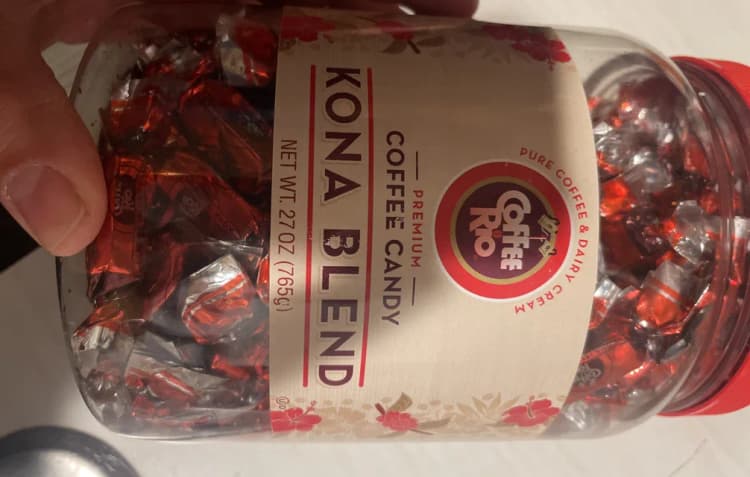 PURE COFFEE & DAIRY CREAM
COFFEE
RIO
PREMIUM
COFFEE CANDY
KONA BLEND
NET WT. 27 OZ (765g)